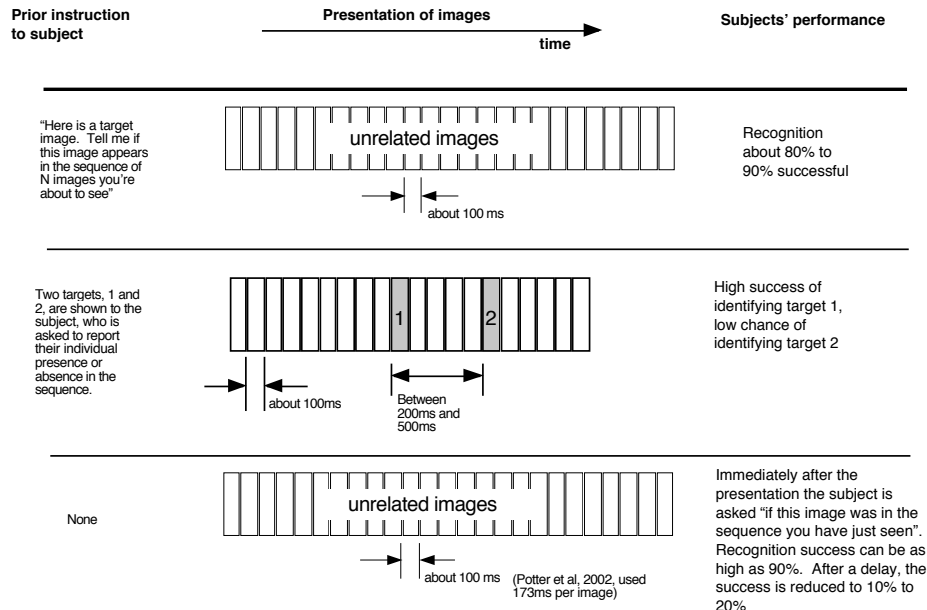 Prior instruction
to subject
Presentation of images
time
Subjects' performance
"Here is a target
image. Tell me if
this image appears
in the sequence of
N images you're
about to see"
unrelated images
about 100 ms
Recognition
about 80% to
90% successful
Two targets, 1 and
2, are shown to the
subject, who is
asked to report
their individual
presence or
absence in the
sequence.
1
2
about 100ms
Between
200ms and
500ms
High success of
identifying target 1,
low chance of
identifying target 2
None
unrelated images
about 100 ms
(Potter et al, 2002, used
173ms per image)
Immediately after the
presentation the subject is
asked "if this image was in the
sequence you have just seen".
Recognition success can be as
high as 90%. After a delay, the
success is reduced to 10% to
20%